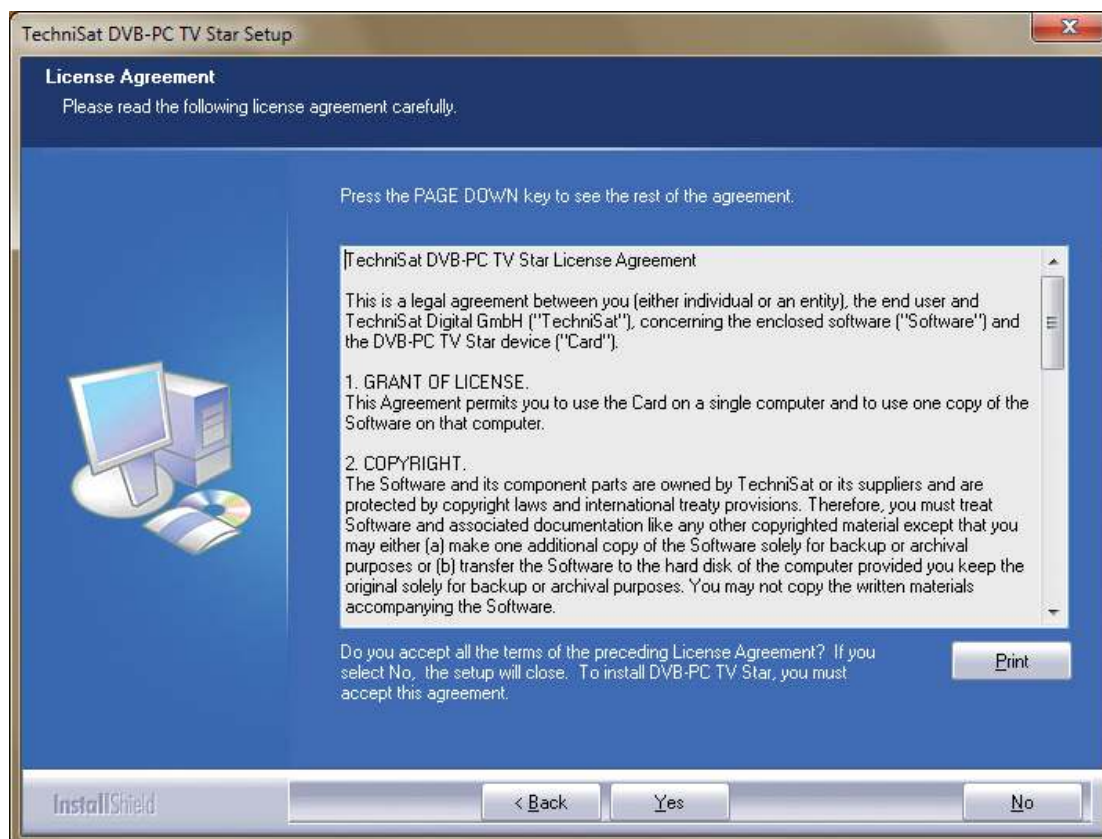 TechniSat DVB-PC TV Star Setup
License Agreement
Please read the following license agreement carefully.
Press the PAGE DOWN key to see the rest of the agreement.
TechniSat DVB-PC TV Star License Agreement
This is a legal agreement between you (either individual or an entity), the end user and
TechniSat Digital GmbH ("TechniSat"), concerning the enclosed software ("Software") and
the DVB-PC TV Star device ("Card").
1. GRANT OF LICENSE.
This Agreement permits you to use the Card on a single computer and to use one copy of the
Software on that computer.
2. COPYRIGHT.
The Software and its component parts are owned by TechniSat or its suppliers and are
protected by copyright laws and international treaty provisions. Therefore, you must treat
Software and associated documentation like any other copyrighted material except that you
may either (a) make one additional copy of the Software solely for backup or archival
purposes or (b) transfer the Software to the hard disk of the computer provided you keep the
original solely for backup or archival purposes. You may not copy the written materials
accompanying the Software.
Do you accept all the terms of the preceding License Agreement? If you
select No, the setup will close. To install DVB-PC TV Star, you must
accept this agreement.
Print
InstallShield
< Back
Yes
No